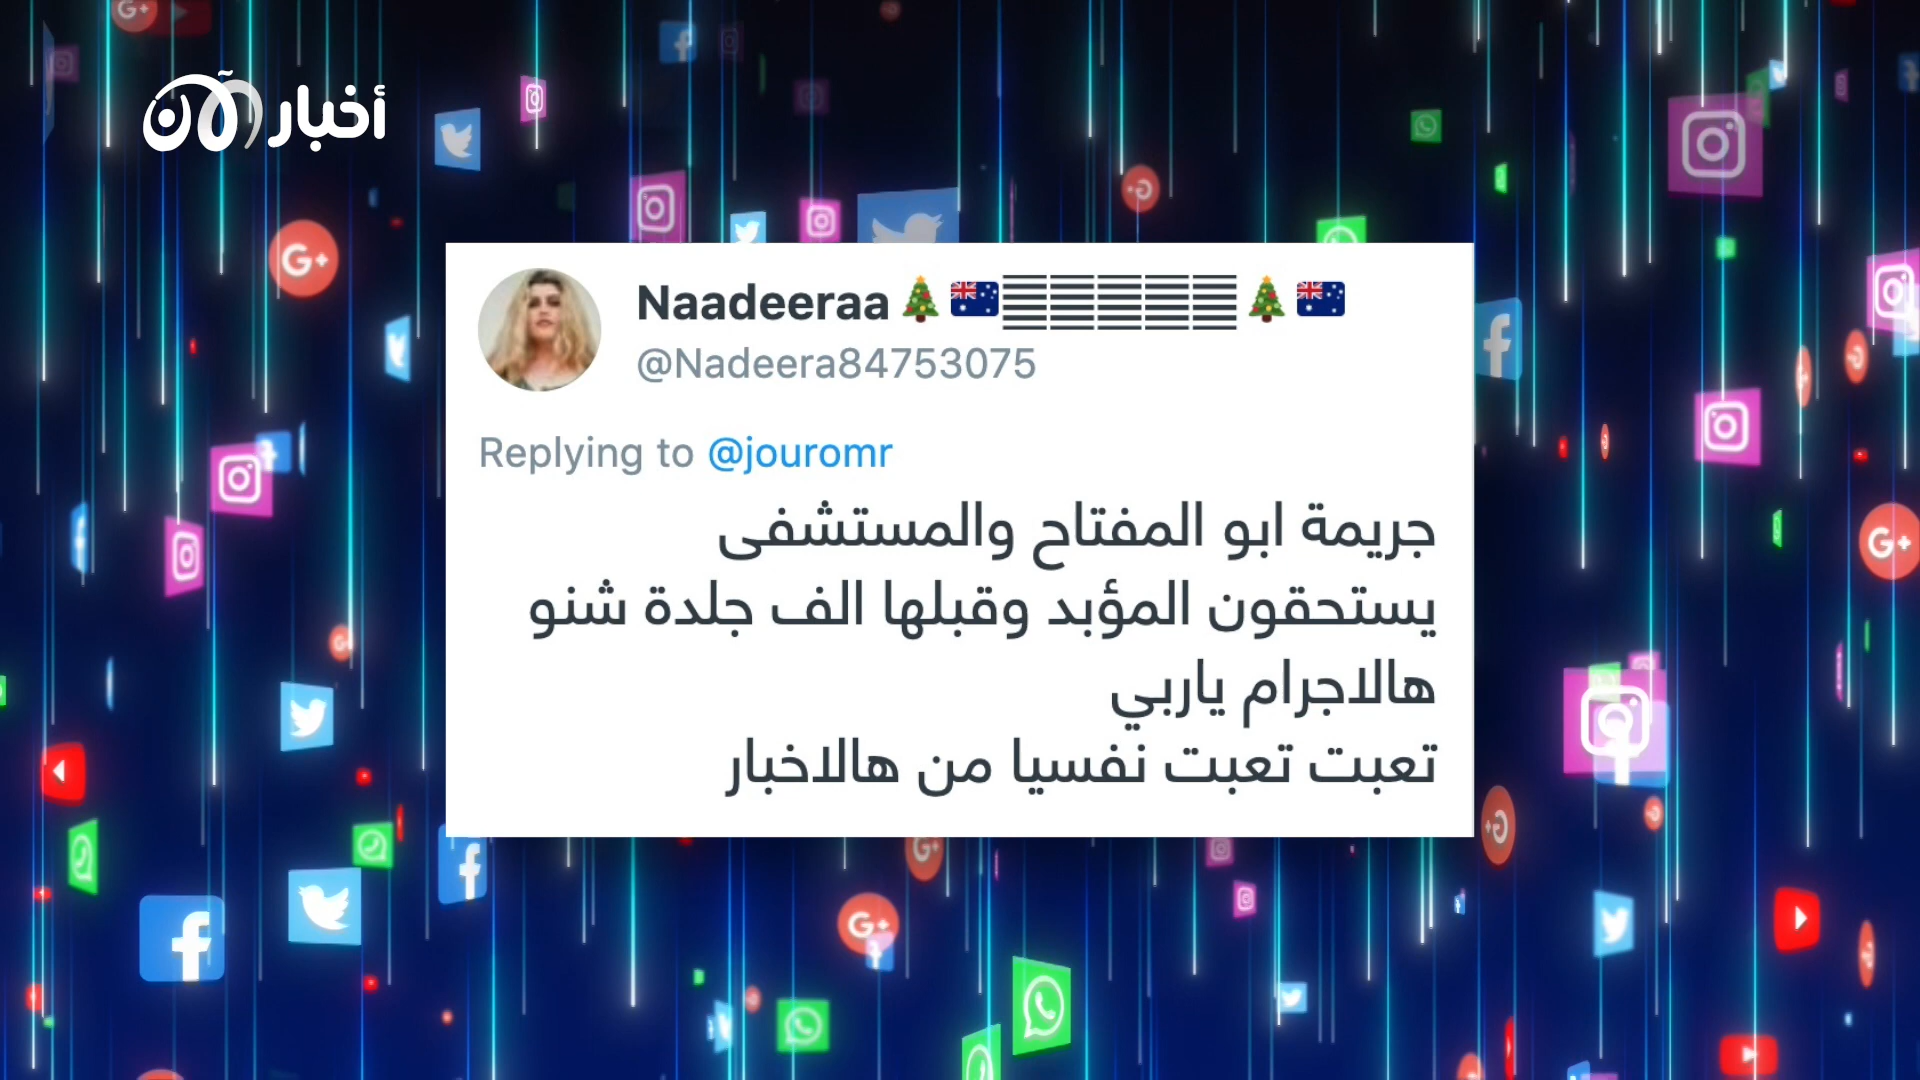 أخبار الآن
Naadeeraa🎄🇦🇺𝄚𝄚𝄚𝄚𝄚🎄🇦🇺
@Nadeera84753075
Replying to @jouromr
جريمة ابو المفتاح والمستشفى
يستحقون المؤبد وقبلها الف جلدة شنو
هالاجرام ياربي
تعبت تعبت نفسيا من هالاخبار